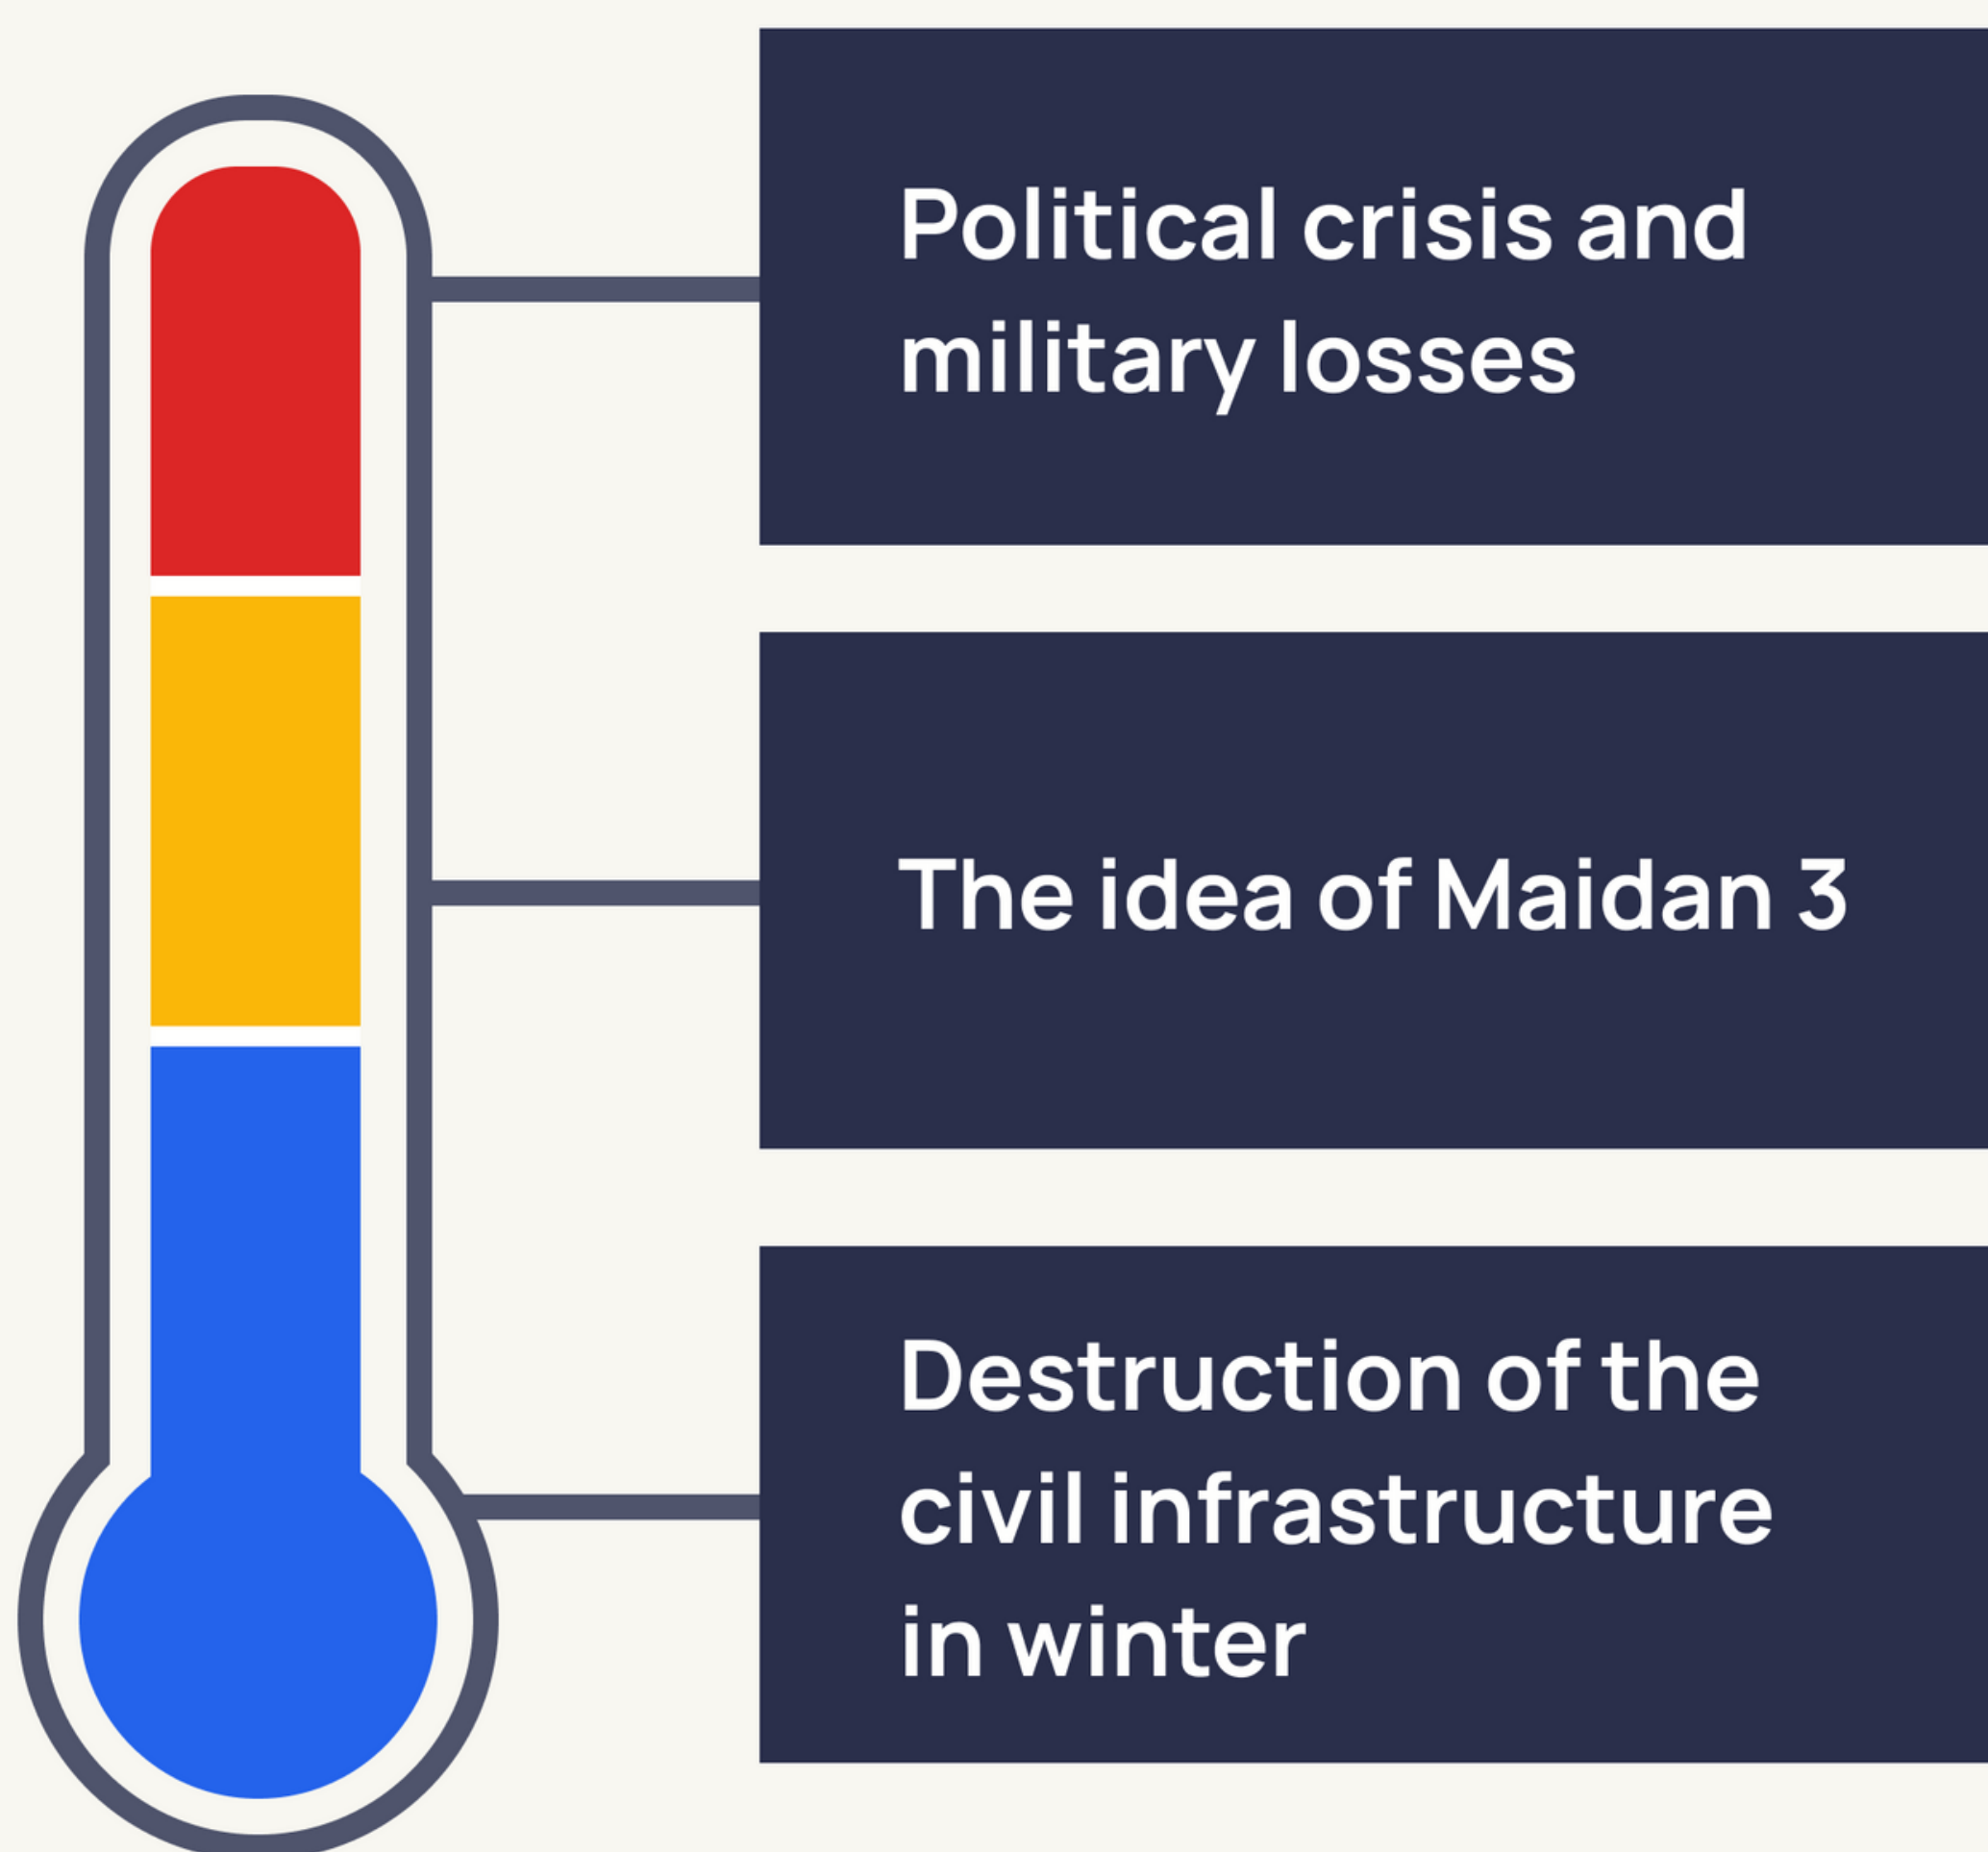 Political crisis and
military losses
The idea of Maidan 3
Destruction of the
civil infrastructure
in winter